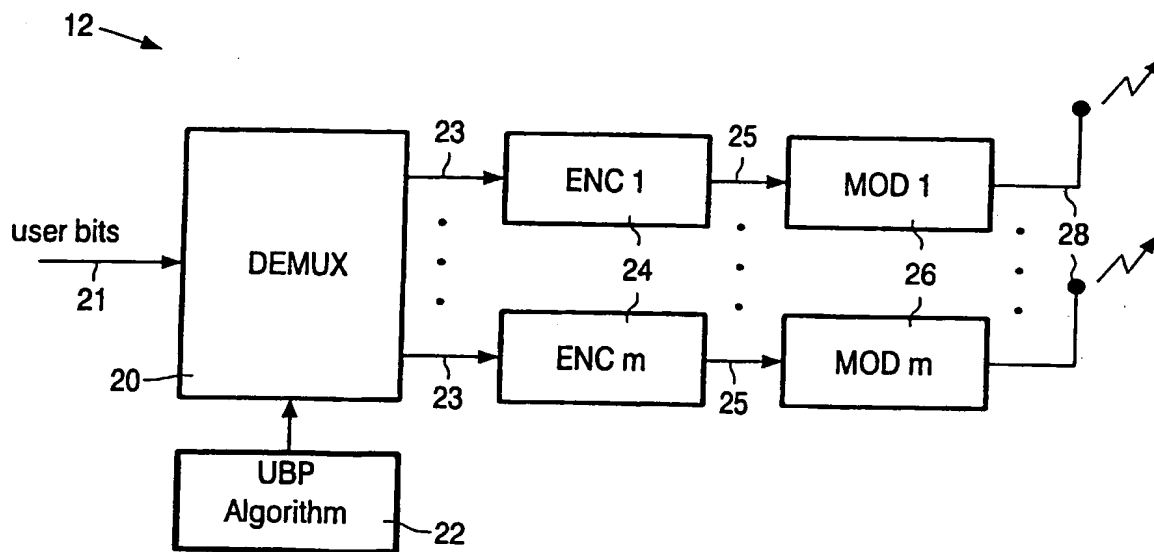 12
23
25
ENC 1
MOD 1
28
user bits
21
DEMUX
24
26
20
23
ENC m
25
MOD m
UBP
Algorithm
22